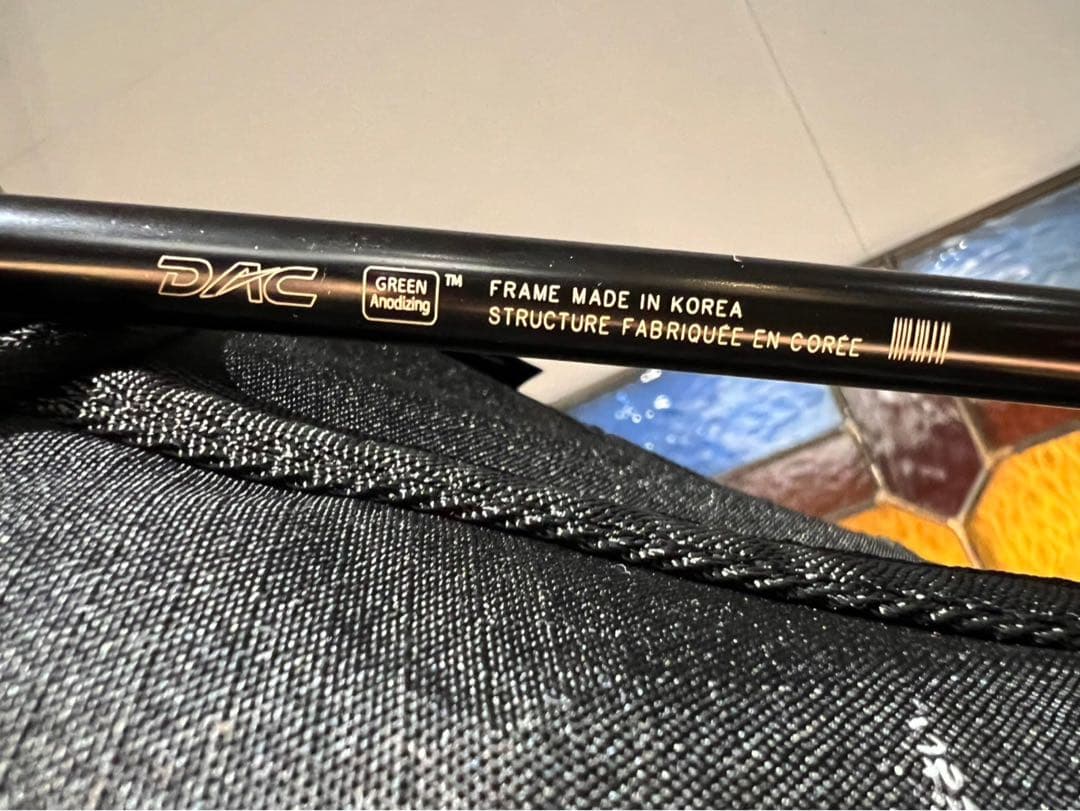 DAC
GREEN
Anodizing
™
FRAME MADE IN KOREA
STRUCTURE FABRIQUÉE EN CORÉE